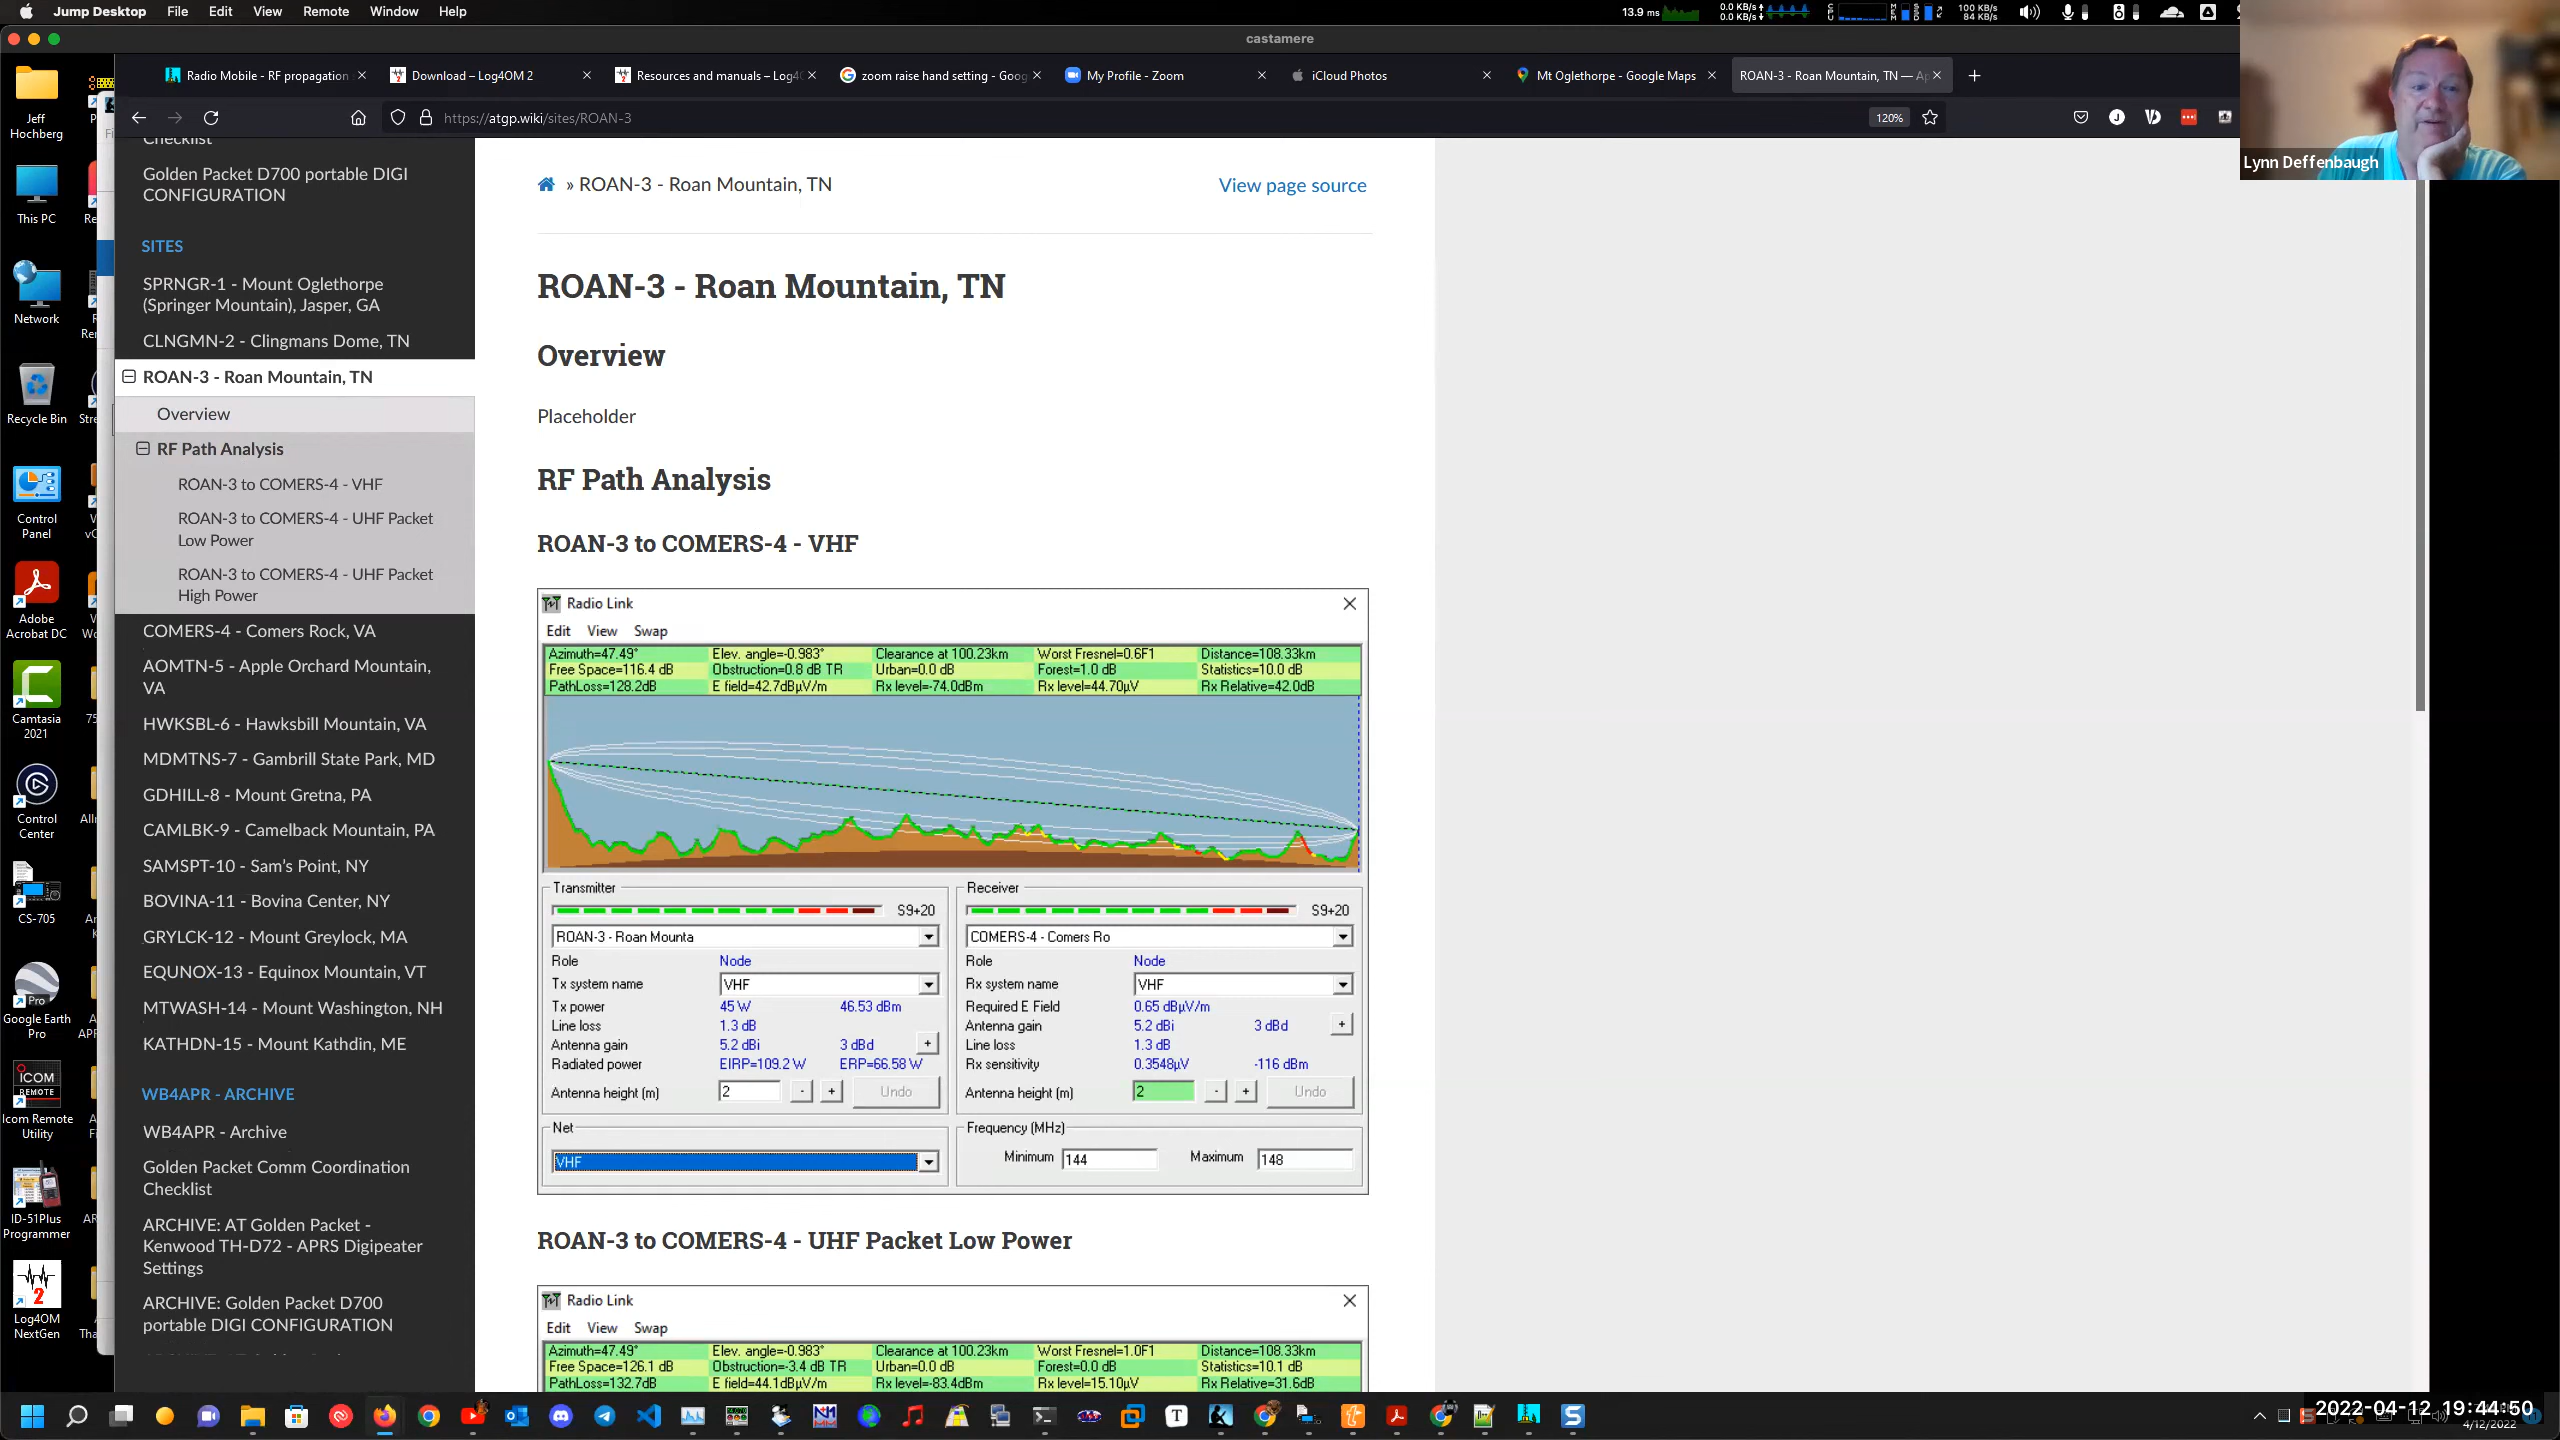 Jump Desktop File Edit View Remote Window Help
13.9 ms 0.0 KB/s 0.0 KB/s 100 KB/s 84 KB/s
castamere
Radio Mobile - RF propagation
Download – Log4OM 2
Resources and manuals – Log4O
zoom raise hand setting - Goog
My Profile - Zoom
iCloud Photos
Mt Oglethorpe - Google Maps
ROAN-3 - Roan Mountain, TN — Ap
https://atgp.wiki/sites/ROAN-3
120%
Lynn Deffenbaugh
Jeff Hochberg
This PC
Network
Recycle Bin
Control Panel
Adobe Acrobat DC
Camtasia 2021
Control Center
CS-705
Google Earth Pro
Icom Remote Utility
ID-51Plus Programmer
Log4OM NextGen
Checklist
Golden Packet D700 portable DIGI
CONFIGURATION
SITES
SPRNGR-1 - Mount Oglethorpe
(Springer Mountain), Jasper, GA
CLNGMN-2 - Clingmans Dome, TN
ROAN-3 - Roan Mountain, TN
Overview
RF Path Analysis
ROAN-3 to COMERS-4 - VHF
ROAN-3 to COMERS-4 - UHF Packet
Low Power
ROAN-3 to COMERS-4 - UHF Packet
High Power
COMERS-4 - Comers Rock, VA
AOMTN-5 - Apple Orchard Mountain,
VA
HWKSBL-6 - Hawksbill Mountain, VA
MDMTNS-7 - Gambrill State Park, MD
GDHILL-8 - Mount Gretna, PA
CAMLBK-9 - Camelback Mountain, PA
SAMSPT-10 - Sam's Point, NY
BOVINA-11 - Bovina Center, NY
GRYLCK-12 - Mount Greylock, MA
EQUNOX-13 - Equinox Mountain, VT
MTWASH-14 - Mount Washington, NH
KATHDN-15 - Mount Kathdin, ME
WB4APR - ARCHIVE
WB4APR - Archive
Golden Packet Comm Coordination
Checklist
ARCHIVE: AT Golden Packet -
Kenwood TH-D72 - APRS Digipeater
Settings
ARCHIVE: Golden Packet D700
portable DIGI CONFIGURATION
» ROAN-3 - Roan Mountain, TN
View page source
ROAN-3 - Roan Mountain, TN
Overview
Placeholder
RF Path Analysis
ROAN-3 to COMERS-4 - VHF
Radio Link
Edit View Swap
Azimuth=47.49° Elev. angle=-0.983° Clearance at 100.23km Worst Fresnel=0.6F1 Distance=108.33km
Free Space=116.4 dB Obstruction=0.8 dB TR Urban=0.0 dB Forest=1.0 dB Statistics=10.0 dB
PathLoss=128.2dB E field=42.7dBµV/m Rx level=-74.0dBm Rx level=44.70µV Rx Relative=42.0dB
Transmitter
S9+20
ROAN-3 - Roan Mounta
Role Node
Tx system name VHF
Tx power 45 W 46.53 dBm
Line loss 1.3 dB
Antenna gain 5.2 dBi 3 dBd +
Radiated power EIRP=109.2 W ERP=66.58 W
Antenna height (m) 2 - + Undo
Net
VHF
Receiver
S9+20
COMERS-4 - Comers Ro
Role Node
Rx system name VHF
Required E Field 0.65 dBµV/m
Antenna gain 5.2 dBi 3 dBd +
Line loss 1.3 dB
Rx sensitivity 0.3548µV -116 dBm
Antenna height (m) 2 - + Undo
Frequency (MHz)
Minimum 144 Maximum 148
ROAN-3 to COMERS-4 - UHF Packet Low Power
Radio Link
Edit View Swap
Azimuth=47.49° Elev. angle=-0.983° Clearance at 100.23km Worst Fresnel=1.0F1 Distance=108.33km
Free Space=126.1 dB Obstruction=-3.4 dB TR Urban=0.0 dB Forest=0.0 dB Statistics=10.1 dB
PathLoss=132.7dB E field=44.1dBµV/m Rx level=-83.4dBm Rx level=15.10µV Rx Relative=31.6dB
2022-04-12 19:44:50
4/12/2022